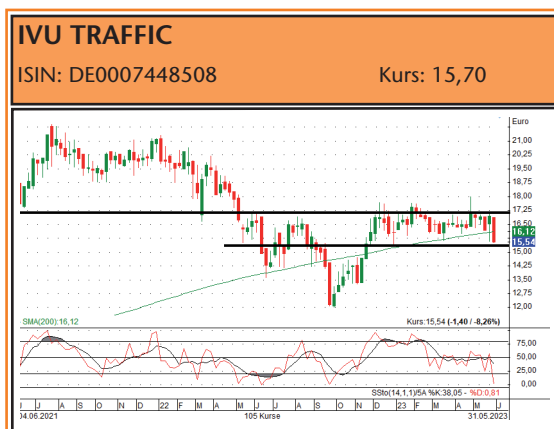 IVU TRAFFIC
ISIN: DE0007448508 Kurs: 15,70
Euro
21,00
20,25
19,50
18,75
18,00
17,25
16,50
16,12
15,54
15,00
14,25
13,50
12,75
12,00
SMA(200):16,12 Kurs:15,54 (-1,40 / -8,26%)
75,00
50,00
25,00
0,00
SSto(14,1,1)/5A %K:38,05 - %D:0,81
J A S O N D 22 F M A M J J A S O N D 23 F M A M J
04.06.2021 105 Kurse 31.05.2023